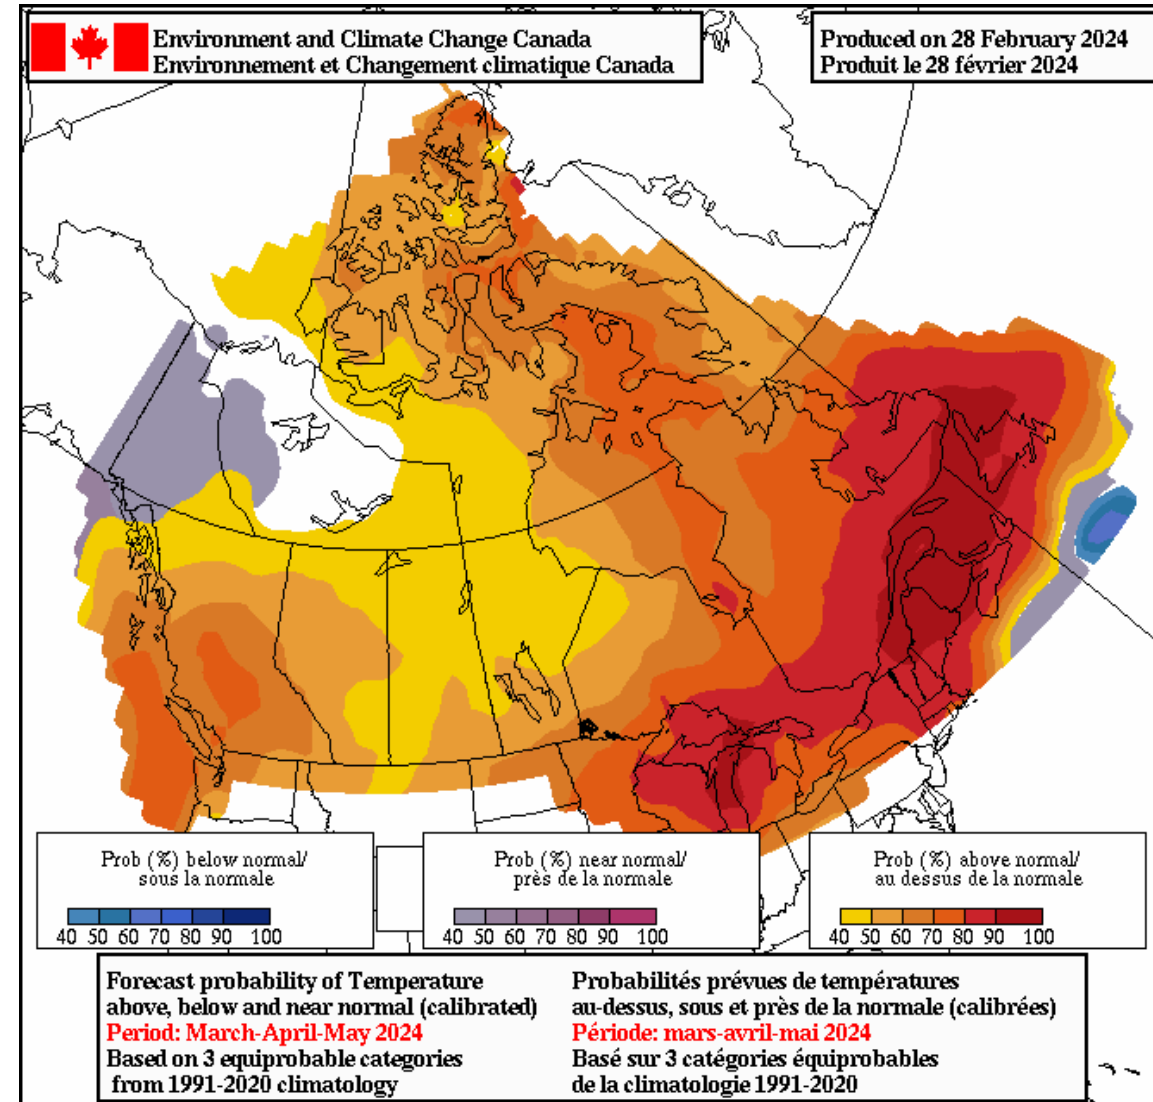 Environment and Climate Change Canada
Environnement et Changement climatique Canada
Produced on 28 February 2024
Produit le 28 février 2024
Prob (%) below normal/
sous la normale
40 50 60 70 80 90 100
Prob (%) near normal/
près de la normale
40 50 60 70 80 90 100
Prob (%) above normal/
au dessus de la normale
40 50 60 70 80 90 100
Forecast probability of Temperature
above, below and near normal (calibrated)
Period: March-April-May 2024
Based on 3 equiprobable categories
from 1991-2020 climatology
Probabilités prévues de températures
au-dessus, sous et près de la normale (calibrées)
Période: mars-avril-mai 2024
Basé sur 3 catégories équiprobables
de la climatologie 1991-2020